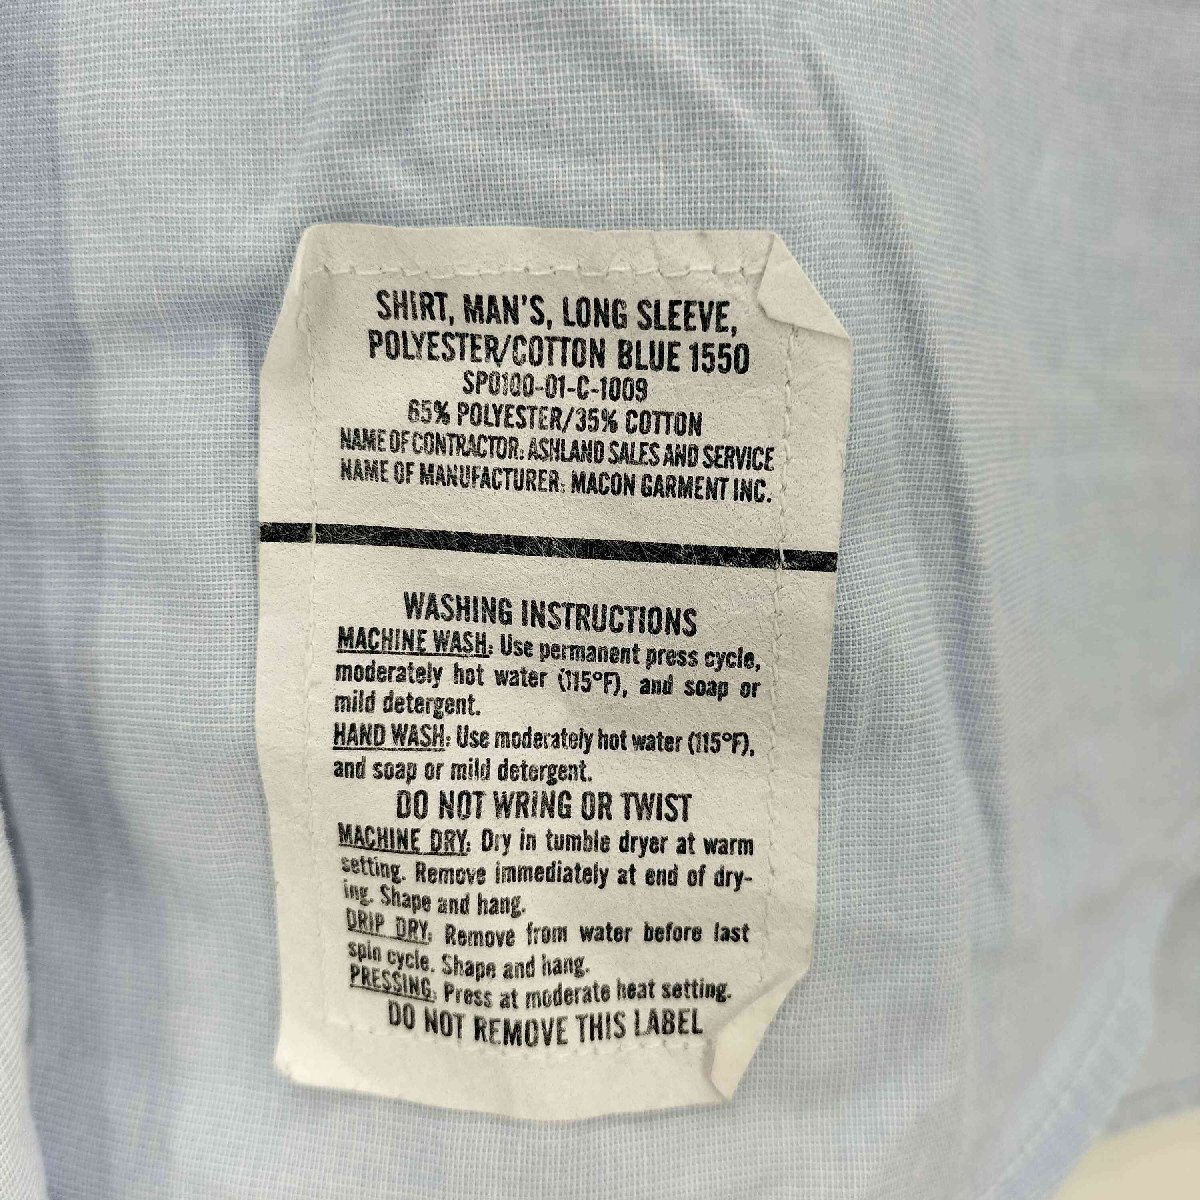 SHIRT, MAN'S, LONG SLEEVE,
POLYESTER/COTTON BLUE 1550
SP0100-01-C-1009
65% POLYESTER/35% COTTON
NAME OF CONTRACTOR: ASHLAND SALES AND SERVICE
NAME OF MANUFACTURER: MACON GARMENT INC.
WASHING INSTRUCTIONS
MACHINE WASH: Use permanent press cycle,
moderately hot water (115°F), and soap or
mild detergent.
HAND WASH: Use moderately hot water (115°F),
and soap or mild detergent.
DO NOT WRING OR TWIST
MACHINE DRY: Dry in tumble dryer at warm
setting. Remove immediately at end of dry-
ing. Shape and hang.
DRIP DRY: Remove from water before last
spin cycle. Shape and hang.
PRESSING: Press at moderate heat setting.
DO NOT REMOVE THIS LABEL